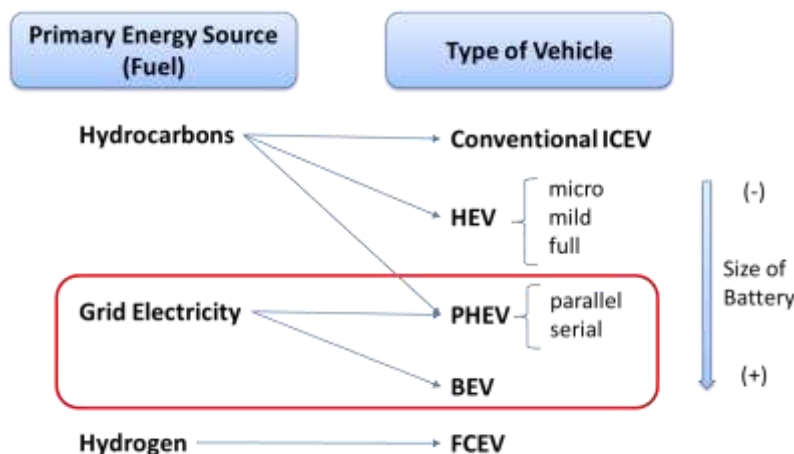 Primary Energy Source
(Fuel)
Type of Vehicle
Hydrocarbons
Conventional ICEV
HEV
micro
mild
full
(-)
Size of
Battery
(+)
Grid Electricity
PHEV
parallel
serial
BEV
Hydrogen
FCEV